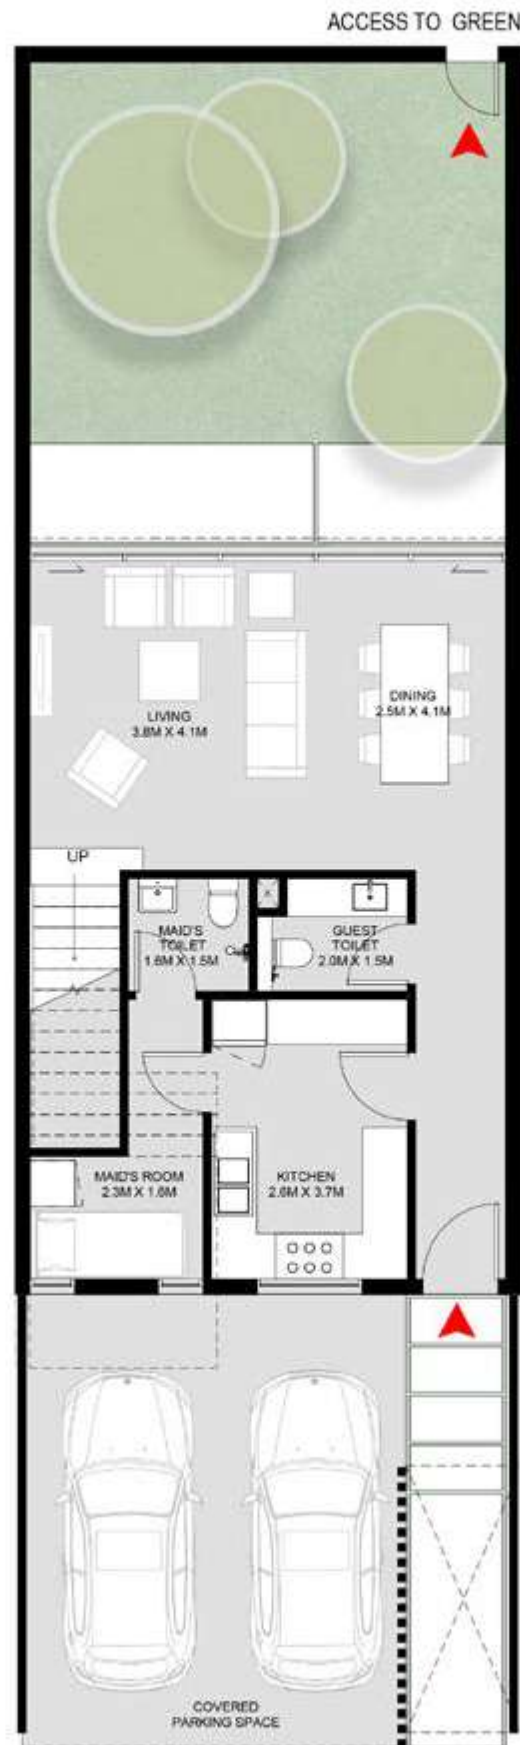 ACCESS TO GREEN
LIVING
3.8M X 4.1M
DINING
2.5M X 4.1M
UP
MAID'S
TOILET
1.6M X 1.5M
GUEST
TOILET
2.0M X 1.5M
MAID'S ROOM
2.3M X 1.6M
KITCHEN
2.6M X 3.7M
COVERED
PARKING SPACE